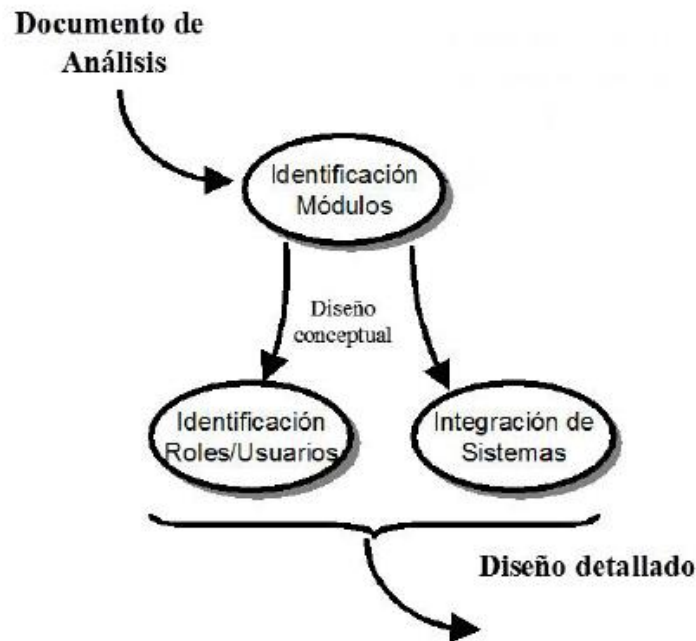 Documento de
Análisis
Identificación
Módulos
Diseño
conceptual
Identificación
Roles/Usuarios
Integración de
Sistemas
Diseño detallado